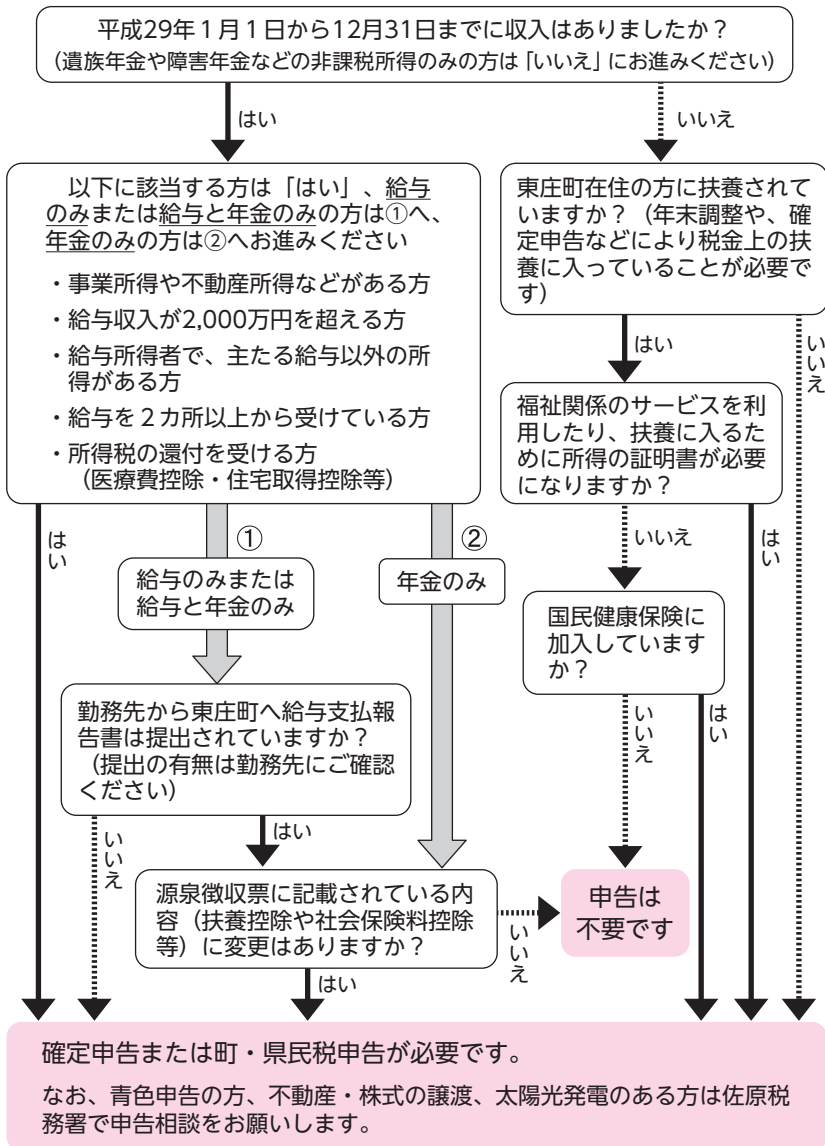 平成29年1月1日から12月31日までに収入はありましたか？
（遺族年金や障害年金などの非課税所得のみの方は「いいえ」にお進みください）
はい
いいえ
以下に該当する方は「はい」、給与
のみまたは給与と年金のみの方は①へ、
年金のみの方は②へお進みください
・事業所得や不動産所得などがある方
・給与収入が2,000万円を超える方
・給与所得者で、主たる給与以外の所
得がある方
・給与を２カ所以上から受けている方
・所得税の還付を受ける方
（医療費控除・住宅取得控除等）
東庄町在住の方に扶養されて
いますか？（年末調整や、確
定申告などにより税金上の扶
養に入っていることが必要で
す）
はい
いいえ
福祉関係のサービスを利
用したり、扶養に入るた
めに所得の証明書が必要
になりますか？
はい
①
②
いいえ
はい
給与のみまたは
給与と年金のみ
年金のみ
国民健康保険に
加入しています
か？
勤務先から東庄町へ給与支払報
告書は提出されていますか？
（提出の有無は勤務先にご確認
ください）
いいえ
はい
いいえ
はい
源泉徴収票に記載されている内
容（扶養控除や社会保険料控除
等）に変更はありますか？
いいえ
申告は
不要です
はい
確定申告または町・県民税申告が必要です。
なお、青色申告の方、不動産・株式の譲渡、太陽光発電のある方は佐原税
務署で申告相談をお願いします。